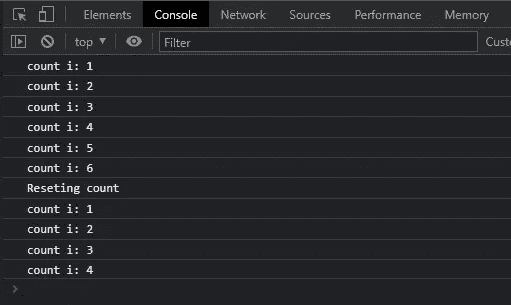 Elements Console Network Sources Performance Memory
top ▼ Filter Custo
count i: 1
count i: 2
count i: 3
count i: 4
count i: 5
count i: 6
Reseting count
count i: 1
count i: 2
count i: 3
count i: 4